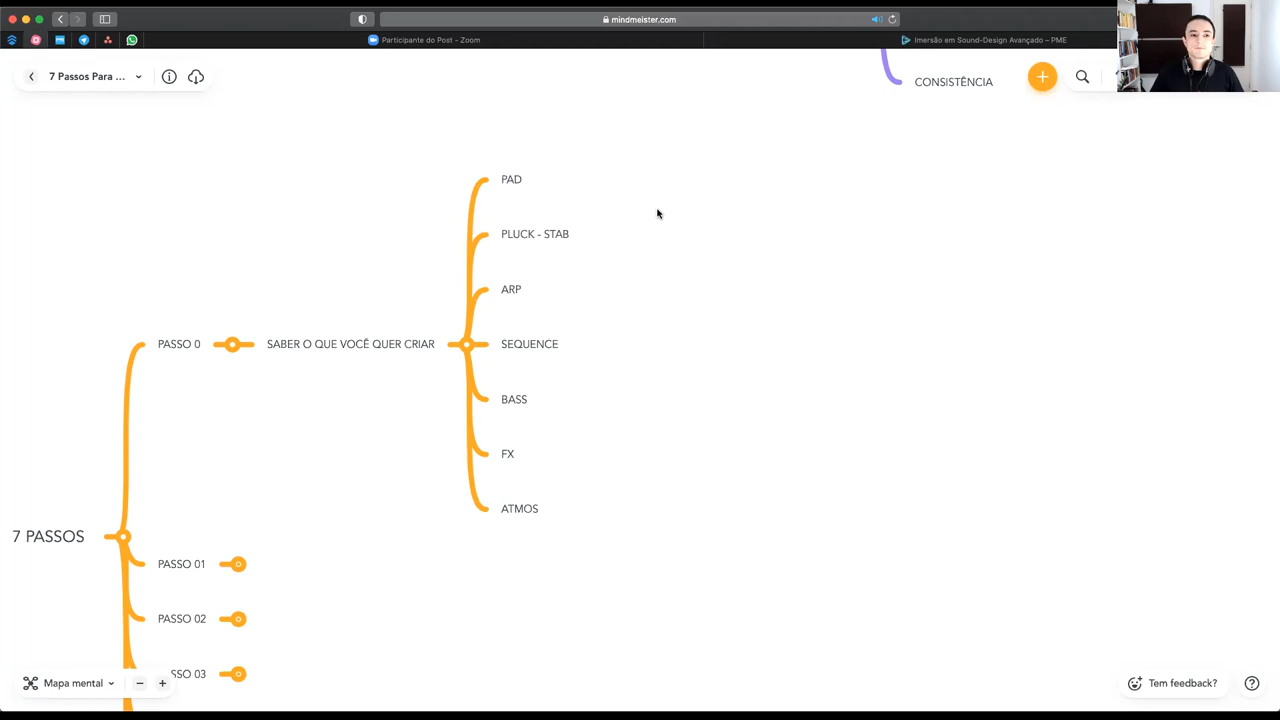 mindmeister.com
Participante do Post - Zoom
Imersão em Sound-Design Avançado – PME
7 Passos Para ...
CONSISTÊNCIA
PAD
PLUCK - STAB
ARP
PASSO 0
SABER O QUE VOCÊ QUER CRIAR
SEQUENCE
BASS
FX
ATMOS
7 PASSOS
PASSO 01
PASSO 02
SSO 03
Mapa mental
Tem feedback?